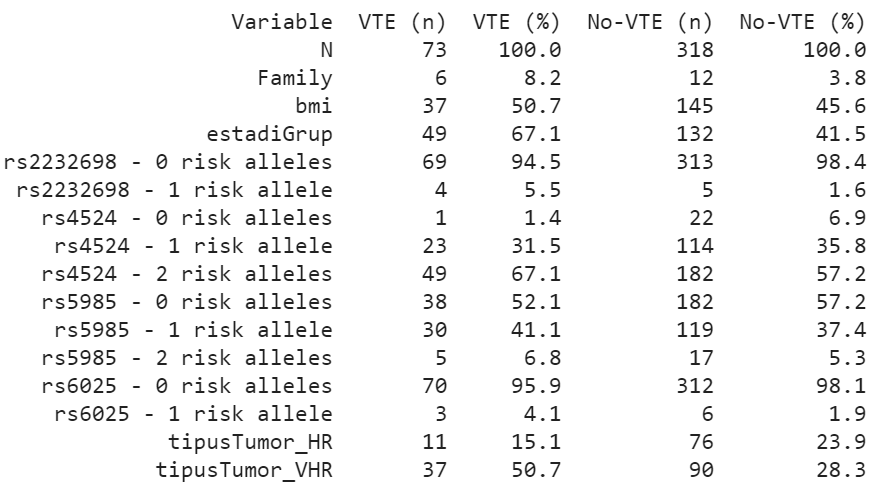 Variable VTE (n) VTE (%) No-VTE (n) No-VTE (%)
N 73 100.0 318 100.0
Family 6 8.2 12 3.8
bmi 37 50.7 145 45.6
estadiGrup 49 67.1 132 41.5
rs2232698 - 0 risk alleles 69 94.5 313 98.4
rs2232698 - 1 risk allele 4 5.5 5 1.6
rs4524 - 0 risk alleles 1 1.4 22 6.9
rs4524 - 1 risk allele 23 31.5 114 35.8
rs4524 - 2 risk alleles 49 67.1 182 57.2
rs5985 - 0 risk alleles 38 52.1 182 57.2
rs5985 - 1 risk allele 30 41.1 119 37.4
rs5985 - 2 risk alleles 5 6.8 17 5.3
rs6025 - 0 risk alleles 70 95.9 312 98.1
rs6025 - 1 risk allele 3 4.1 6 1.9
tipusTumor_HR 11 15.1 76 23.9
tipusTumor_VHR 37 50.7 90 28.3